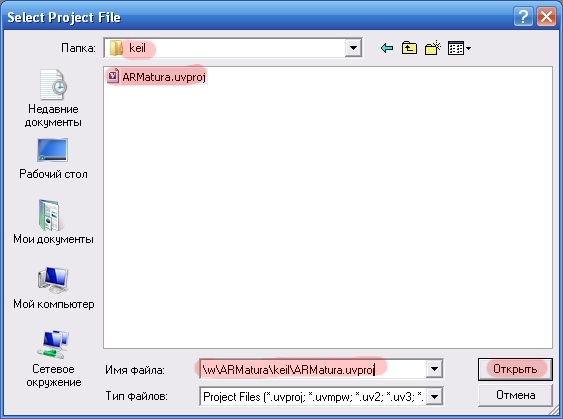 Select Project File
Папка: keil
ARMatura.uvproj
Недавние
документы
Рабочий стол
Мои документы
Мой компьютер
Сетевое
окружение
Имя файла: \w\ARMatura\keil\ARMatura.uvproj Открыть
Тип файлов: Project Files (*.uvproj; *.uvmpw; *.uv2; *.uv3; *. Отмена